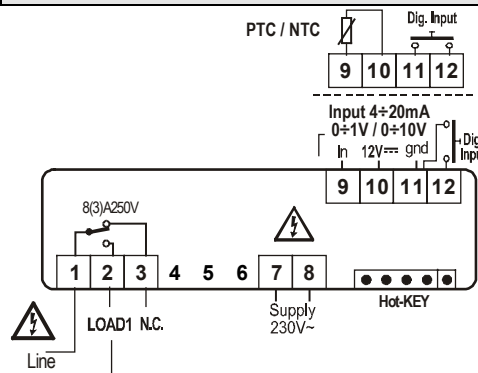 PTC / NTC
Dig. Input
9 10 11 12
Input 4÷20mA
0÷1V / 0÷10V
In 12V gnd
Dig
Inpu
9 10 11 12
8(3)A250V
1 2 3 4 5 6 7 8
LOAD1 N.C.
Supply
230V~
Hot-KEY
Line